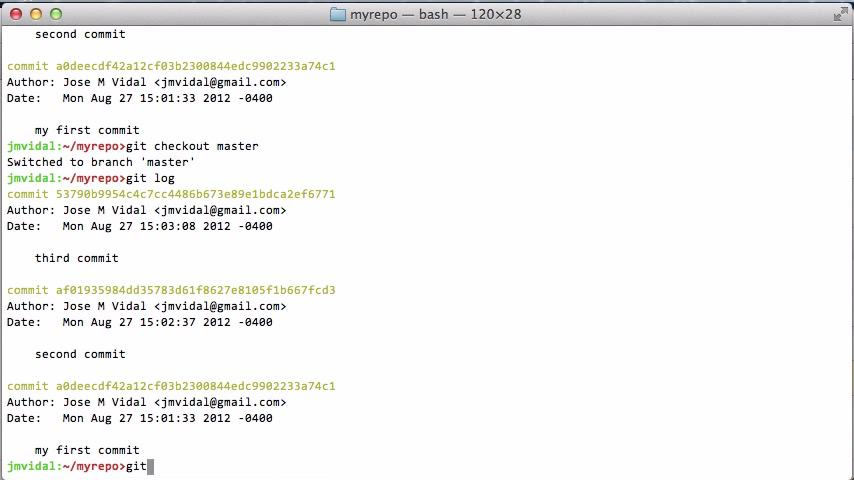 myrepo — bash — 120×28
second commit
commit a0deecdf42a12cf03b2300844edc9902233a74c1
Author: Jose M Vidal <jmvidal@gmail.com>
Date:   Mon Aug 27 15:01:33 2012 -0400
my first commit
jmvidal:~/myrepo>git checkout master
Switched to branch 'master'
jmvidal:~/myrepo>git log
commit 53790b9954c4c7cc4486b673e89e1bdca2ef6771
Author: Jose M Vidal <jmvidal@gmail.com>
Date:   Mon Aug 27 15:03:08 2012 -0400
third commit
commit af01935984dd35783d61f8627e8105f1b667fcd3
Author: Jose M Vidal <jmvidal@gmail.com>
Date:   Mon Aug 27 15:02:37 2012 -0400
second commit
commit a0deecdf42a12cf03b2300844edc9902233a74c1
Author: Jose M Vidal <jmvidal@gmail.com>
Date:   Mon Aug 27 15:01:33 2012 -0400
my first commit
jmvidal:~/myrepo>git